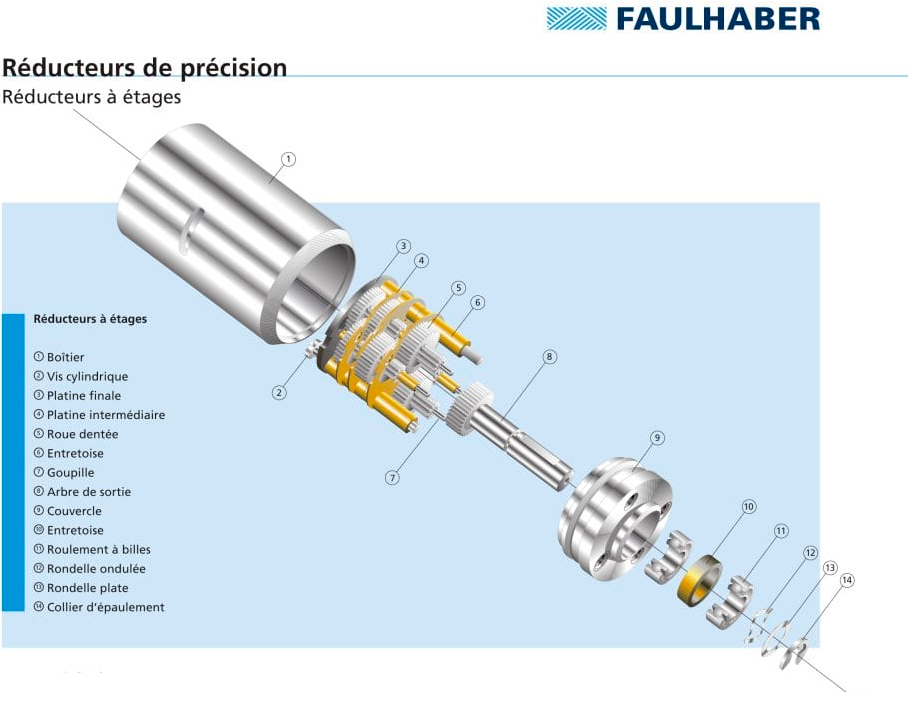 FAULHABER
Réducteurs de précision
Réducteurs à étages
1
3
4
5
6
8
2
9
7
10
11
12
13
14
Réducteurs à étages
① Boîtier
② Vis cylindrique
③ Platine finale
④ Platine intermédiaire
⑤ Roue dentée
⑥ Entretoise
⑦ Goupille
⑧ Arbre de sortie
⑨ Couvercle
⑩ Entretoise
⑪ Roulement à billes
⑫ Rondelle ondulée
⑬ Rondelle plate
⑭ Collier d’épaulement